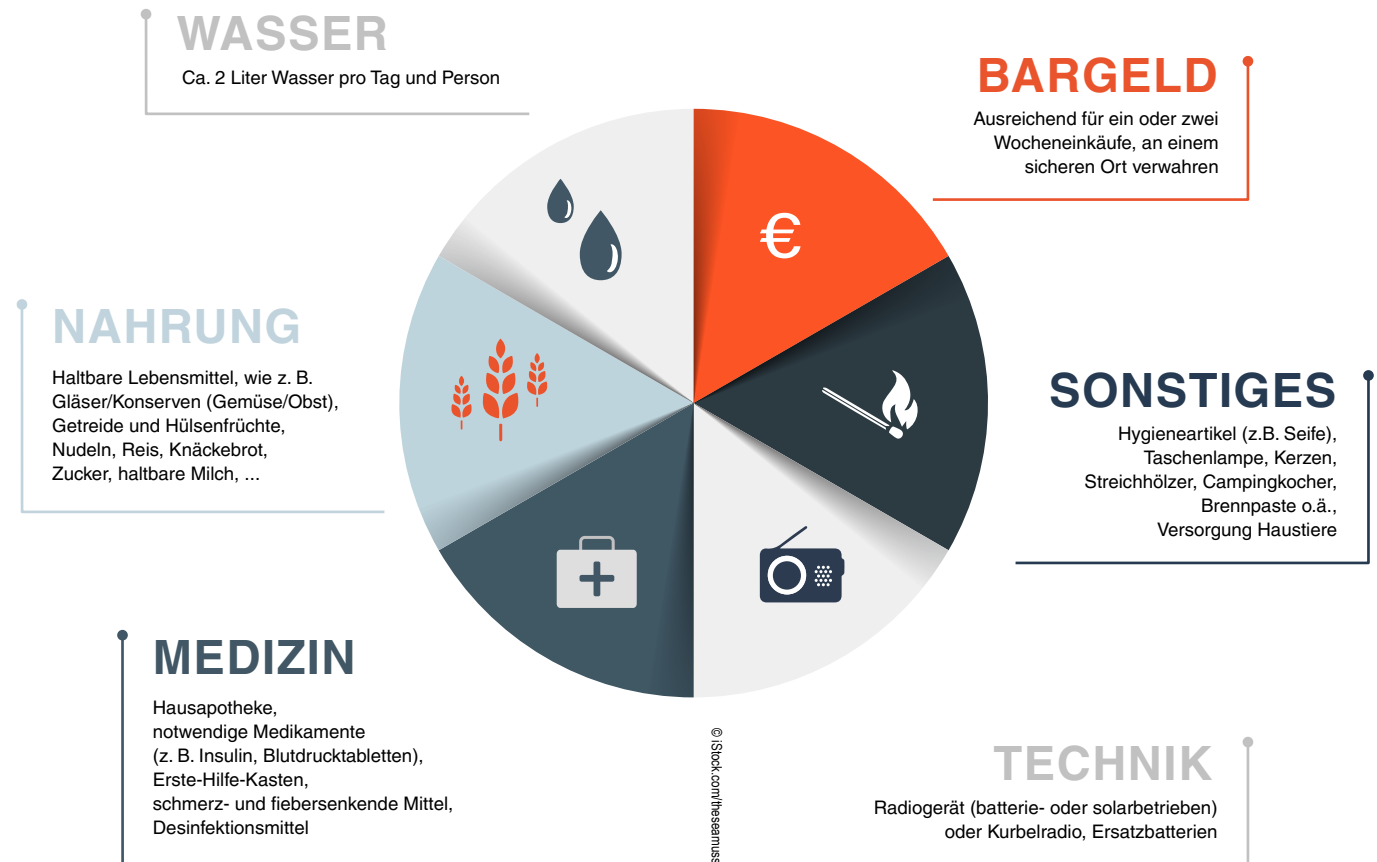 WASSER
Ca. 2 Liter Wasser pro Tag und Person
BARGELD
Ausreichend für ein oder zwei
Wocheneinkäufe, an einem
sicheren Ort verwahren
€
NAHRUNG
Haltbare Lebensmittel, wie z. B.
Gläser/Konserven (Gemüse/Obst),
Getreide und Hülsenfrüchte,
Nudeln, Reis, Knäckebrot,
Zucker, haltbare Milch, ...
SONSTIGES
Hygieneartikel (z.B. Seife),
Taschenlampe, Kerzen,
Streichhölzer, Campingkocher,
Brennpaste o.ä.,
Versorgung Haustiere
MEDIZIN
Hausapotheke,
notwendige Medikamente
(z. B. Insulin, Blutdrucktabletten),
Erste-Hilfe-Kasten,
schmerz- und fiebersenkende Mittel,
Desinfektionsmittel
TECHNIK
Radiogerät (batterie- oder solarbetrieben)
oder Kurbelradio, Ersatzbatterien
© iStock.com/theseamuss